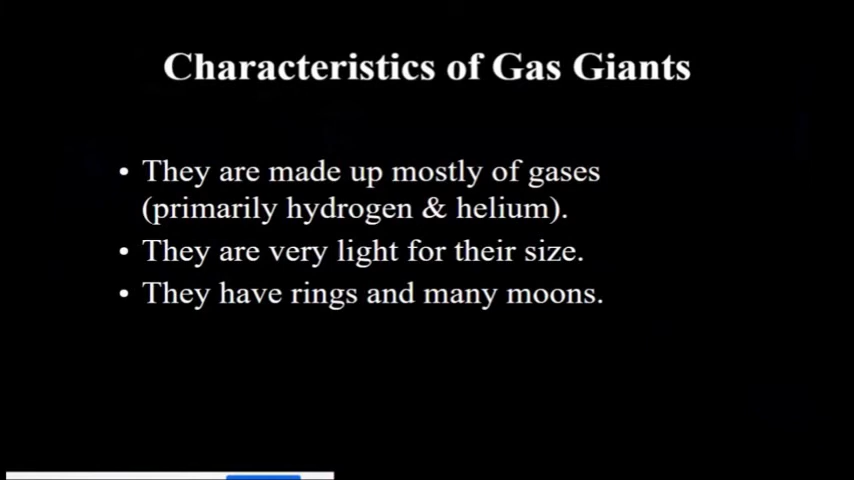 Characteristics of Gas Giants
• They are made up mostly of gases
(primarily hydrogen & helium).
• They are very light for their size.
• They have rings and many moons.